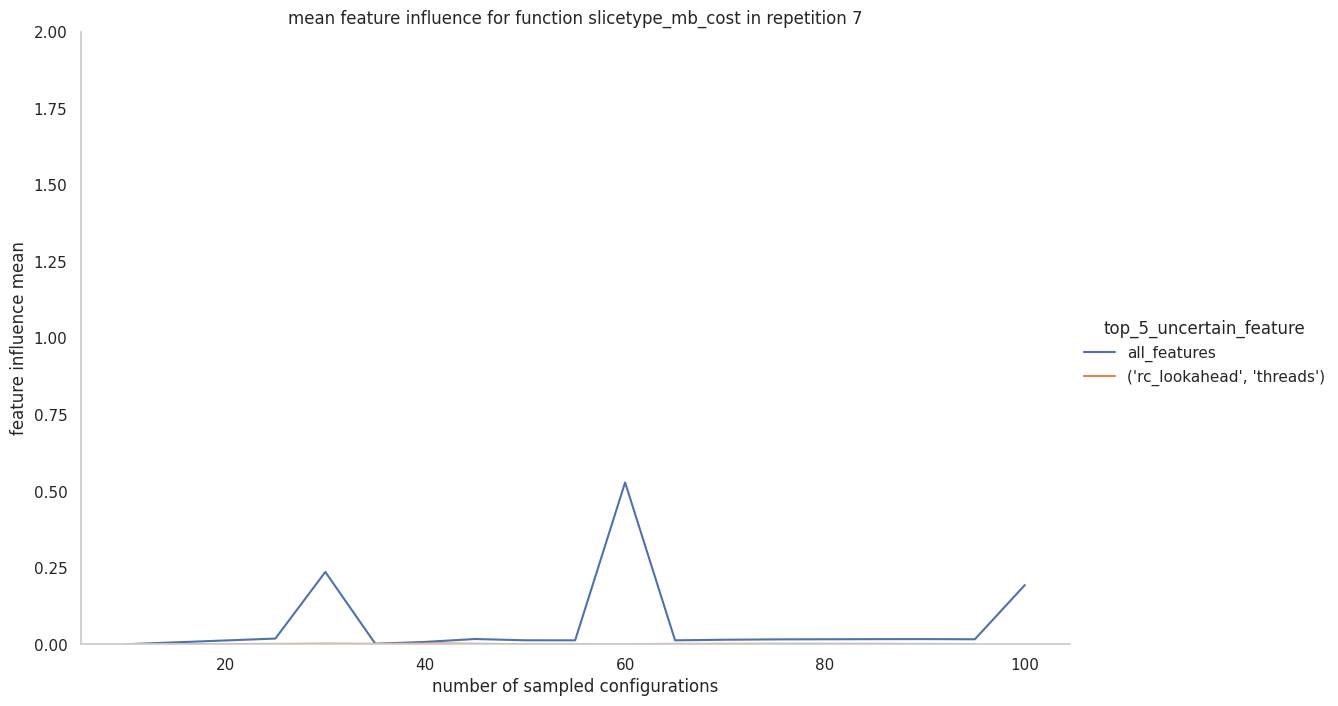 mean feature influence for function slicetype_mb_cost in repetition 7
2.00
1.75
1.50
1.25
1.00
0.75
0.50
0.25
0.00
feature influence mean
20
40
60
80
100
number of sampled configurations
top_5_uncertain_feature
all_features
('rc_lookahead', 'threads')